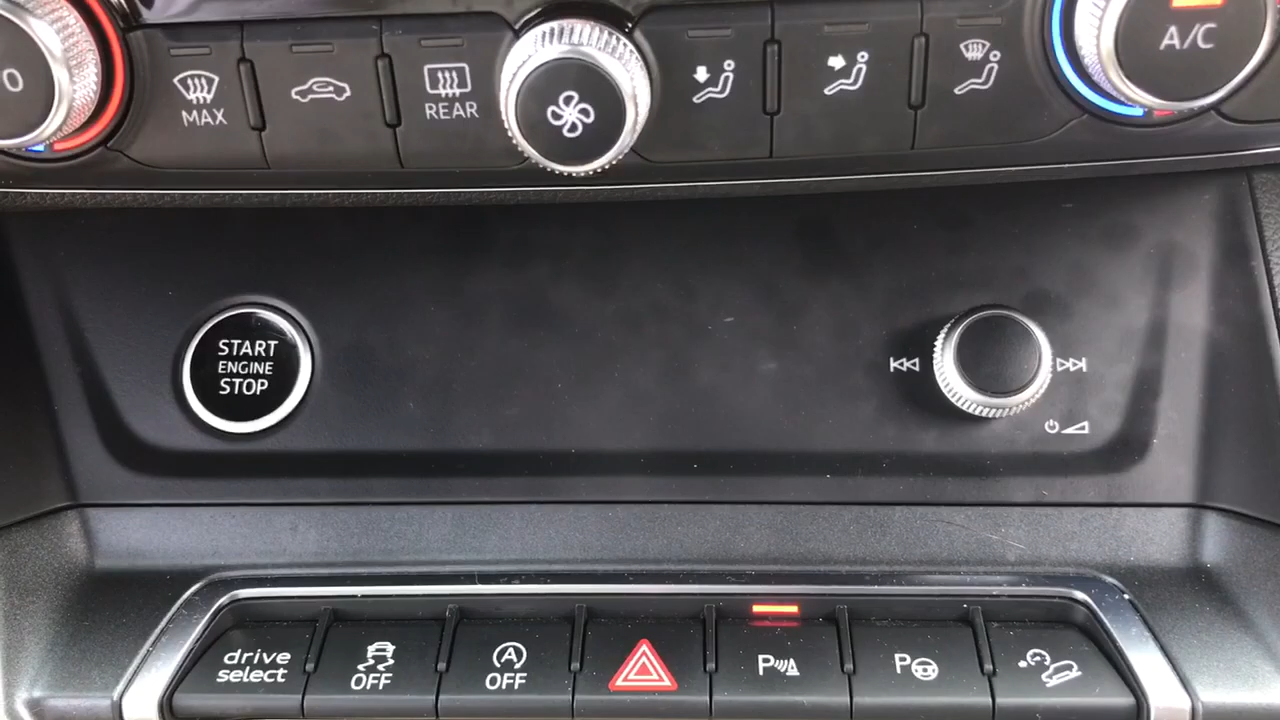 MAX
REAR
A/C
START
ENGINE
STOP
drive
select
OFF
A
OFF
P
P